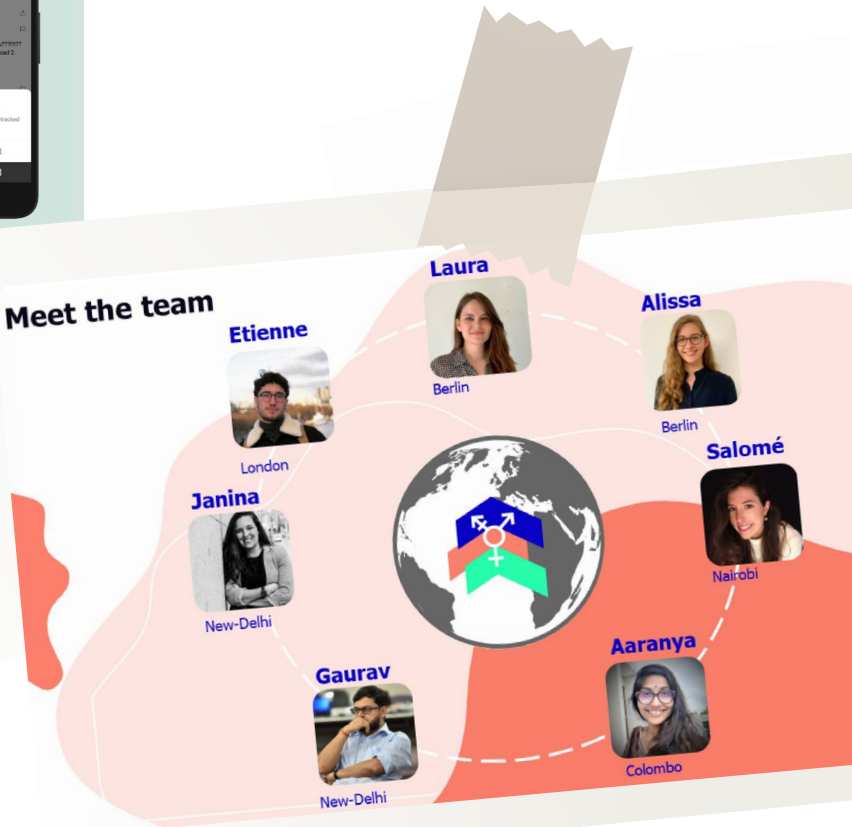 tracked
Meet the team
Laura
Berlin
Alissa
Berlin
Etienne
London
Salomé
Nairobi
Janina
New-Delhi
Aaranya
Colombo
Gaurav
New-Delhi